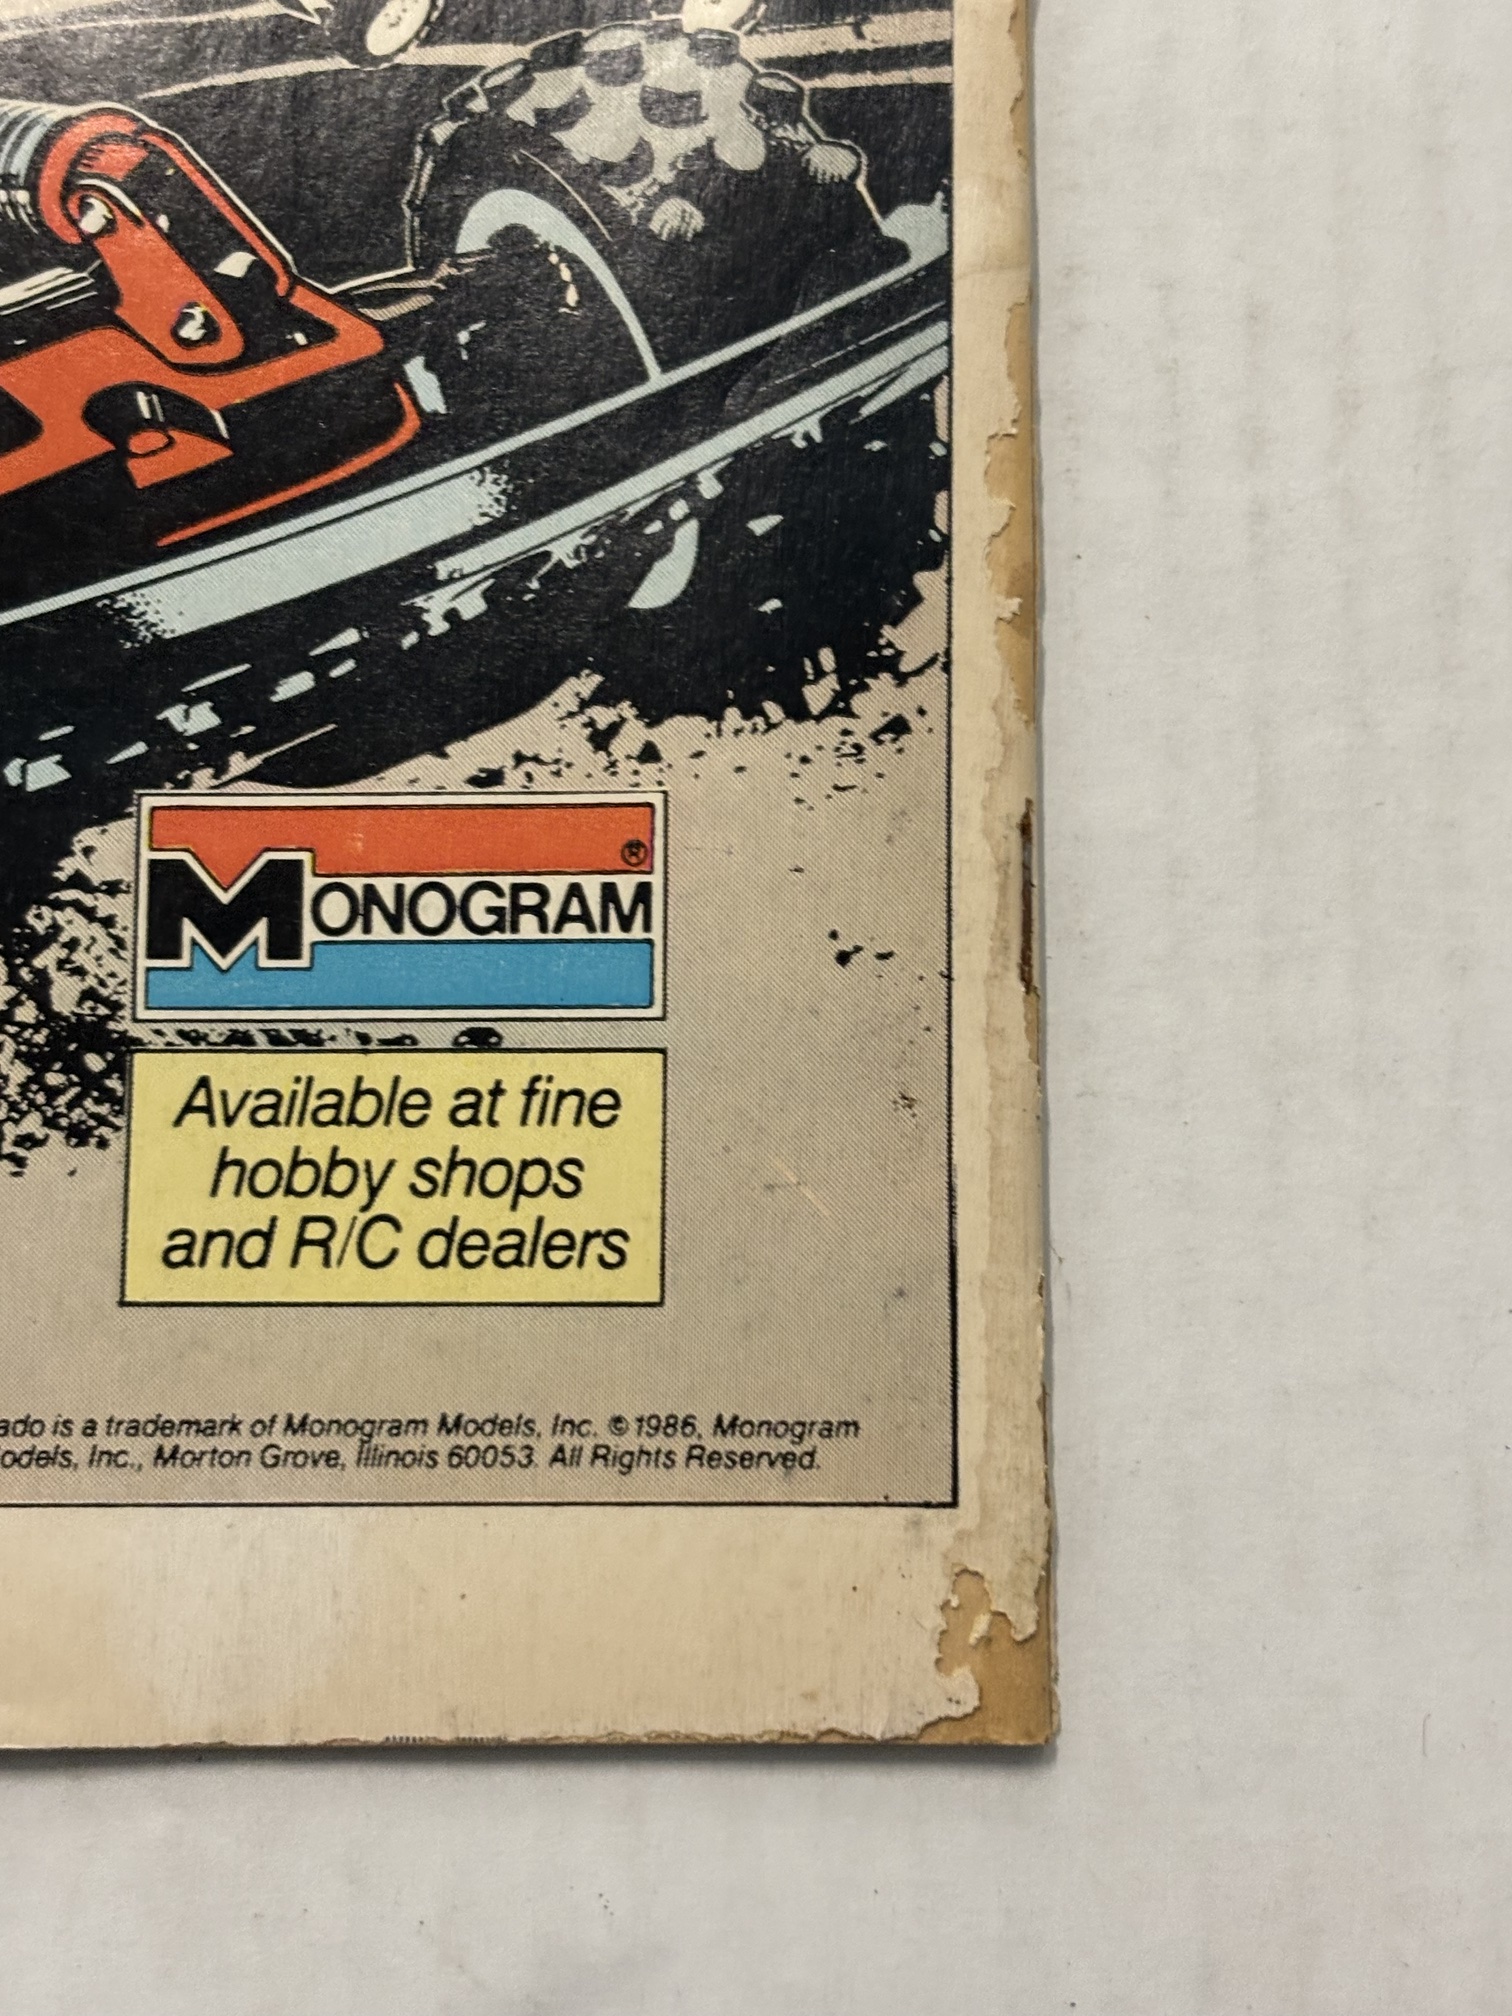 ®
MONOGRAM
Available at fine
hobby shops
and R/C dealers
ado is a trademark of Monogram Models, Inc. © 1986, Monogram
odels, Inc., Morton Grove, Illinois 60053. All Rights Reserved.